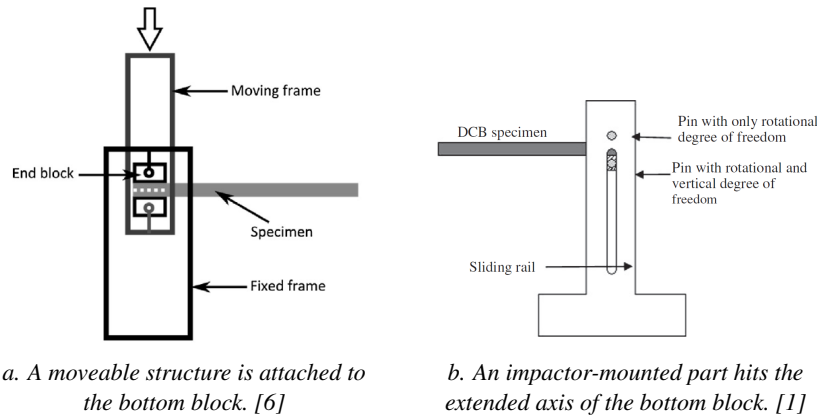 Moving frame
End block
Specimen
Fixed frame
a. A moveable structure is attached to
the bottom block. [6]
DCB specimen
Pin with only rotational
degree of freedom
Pin with rotational and
vertical degree of
freedom
Sliding rail
b. An impactor-mounted part hits the
extended axis of the bottom block. [1]